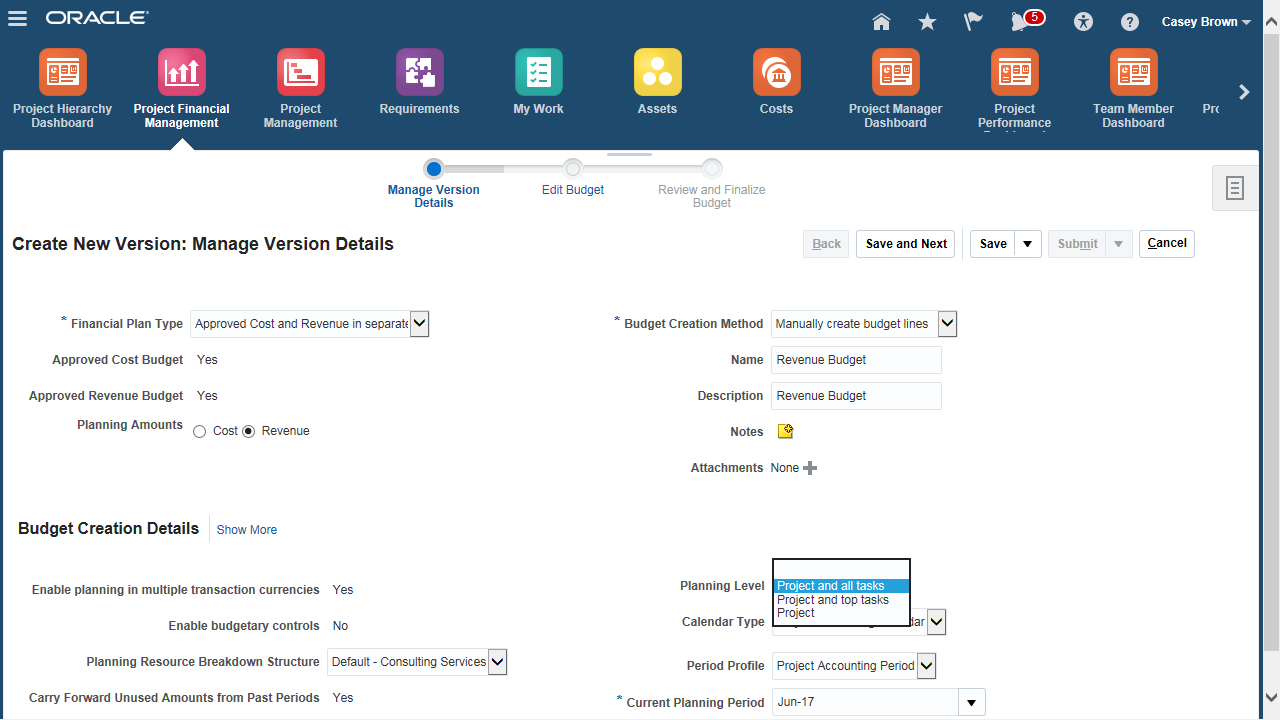 ORACLE
5
Casey Brown
Project Hierarchy
Dashboard
Project Financial
Management
Project
Management
Requirements
My Work
Assets
Costs
Project Manager
Dashboard
Project
Performance
Team Member
Dashboard
Manage Version
Details
Edit Budget
Review and Finalize
Budget
Create New Version: Manage Version Details
Back
Save and Next
Save
Submit
Cancel
* Financial Plan Type Approved Cost and Revenue in separate
Approved Cost Budget Yes
Approved Revenue Budget Yes
Planning Amounts Cost Revenue
* Budget Creation Method Manually create budget lines
Name Revenue Budget
Description Revenue Budget
Notes
Attachments None
Budget Creation Details Show More
Enable planning in multiple transaction currencies Yes
Enable budgetary controls No
Planning Resource Breakdown Structure Default - Consulting Services
Carry Forward Unused Amounts from Past Periods Yes
Planning Level
Project and all tasks
Project and top tasks
Project
Calendar Type
Period Profile Project Accounting Period
* Current Planning Period Jun-17